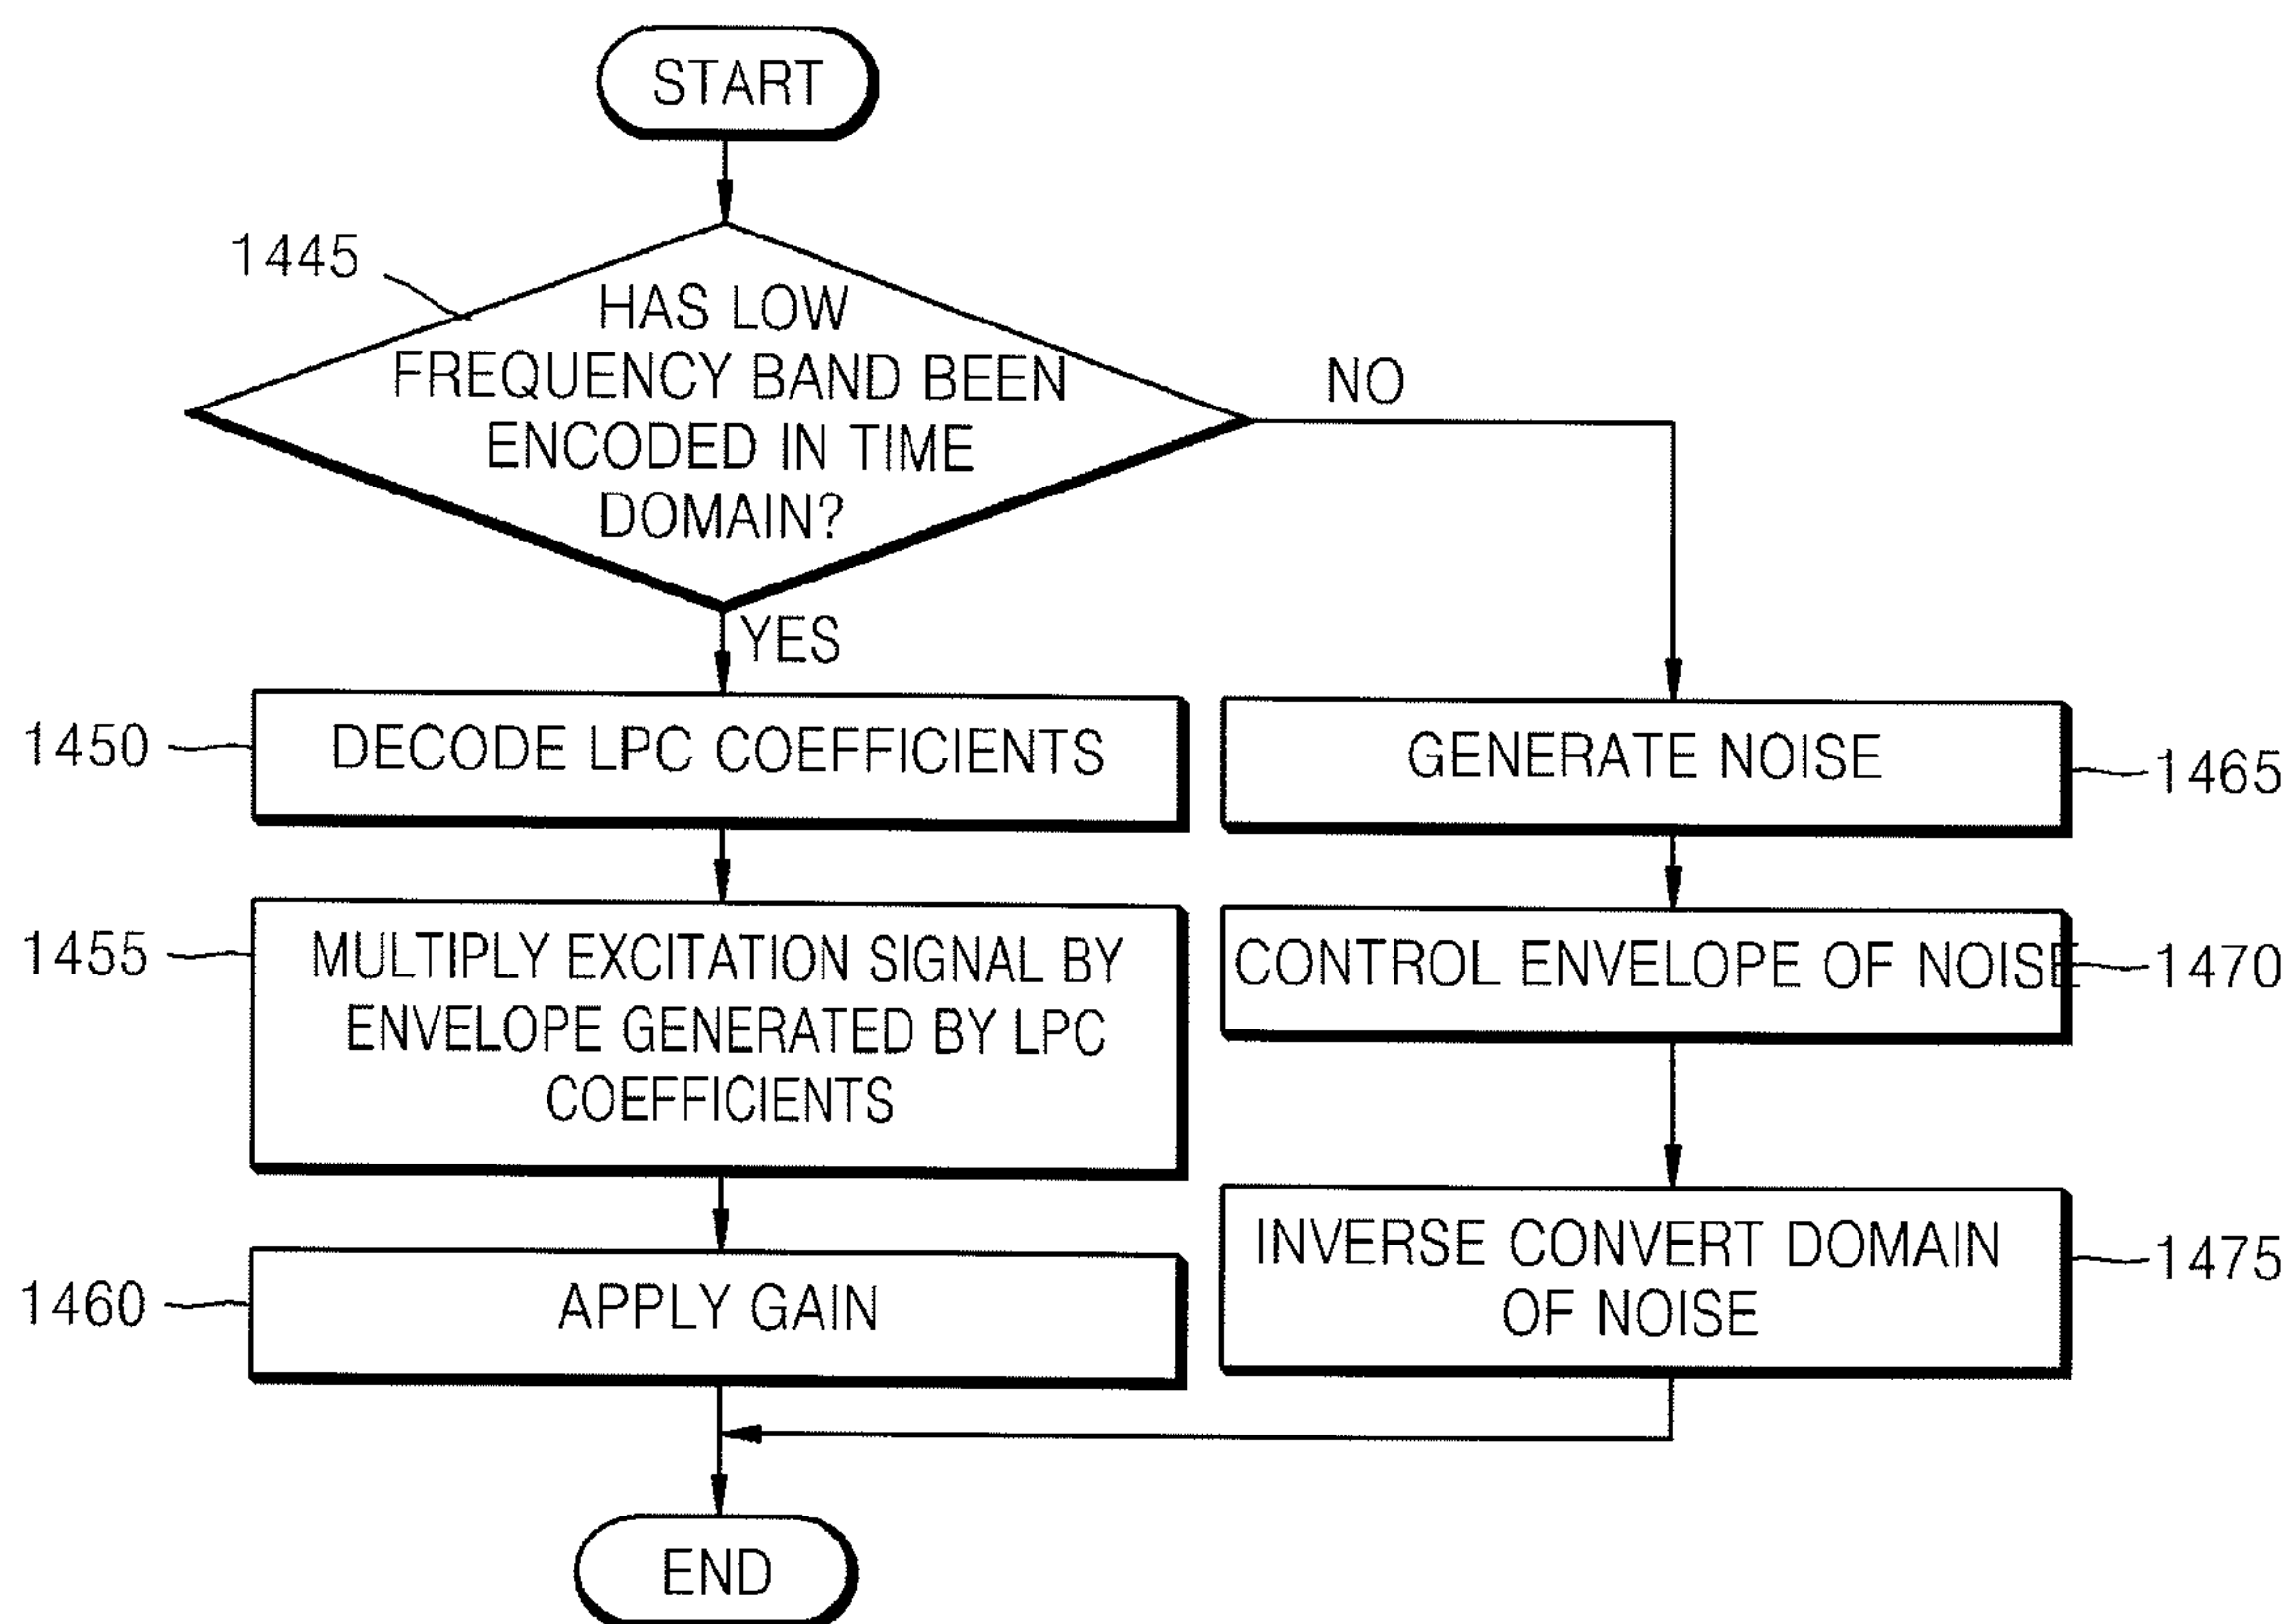 START
1445
HAS LOW
FREQUENCY BAND BEEN
ENCODED IN TIME
DOMAIN?
NO
YES
1450
DECODE LPC COEFFICIENTS
GENERATE NOISE
1465
1455
MULTIPLY EXCITATION SIGNAL BY
ENVELOPE GENERATED BY LPC
COEFFICIENTS
CONTROL ENVELOPE OF NOISE
1470
1460
APPLY GAIN
INVERSE CONVERT DOMAIN
OF NOISE
1475
END